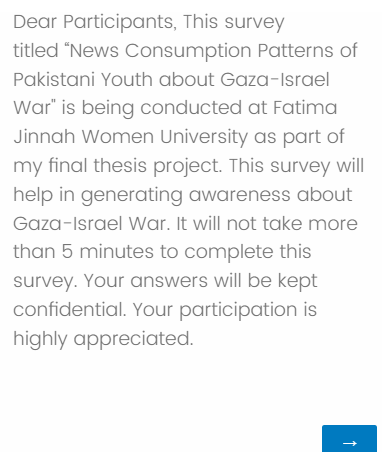 Dear Participants, This survey
titled “News Consumption Patterns of
Pakistani Youth about Gaza-Israel
War" is being conducted at Fatima
Jinnah Women University as part of
my final thesis project. This survey will
help in generating awareness about
Gaza-Israel War. It will not take more
than 5 minutes to complete this
survey. Your answers will be kept
confidential. Your participation is
highly appreciated.
→